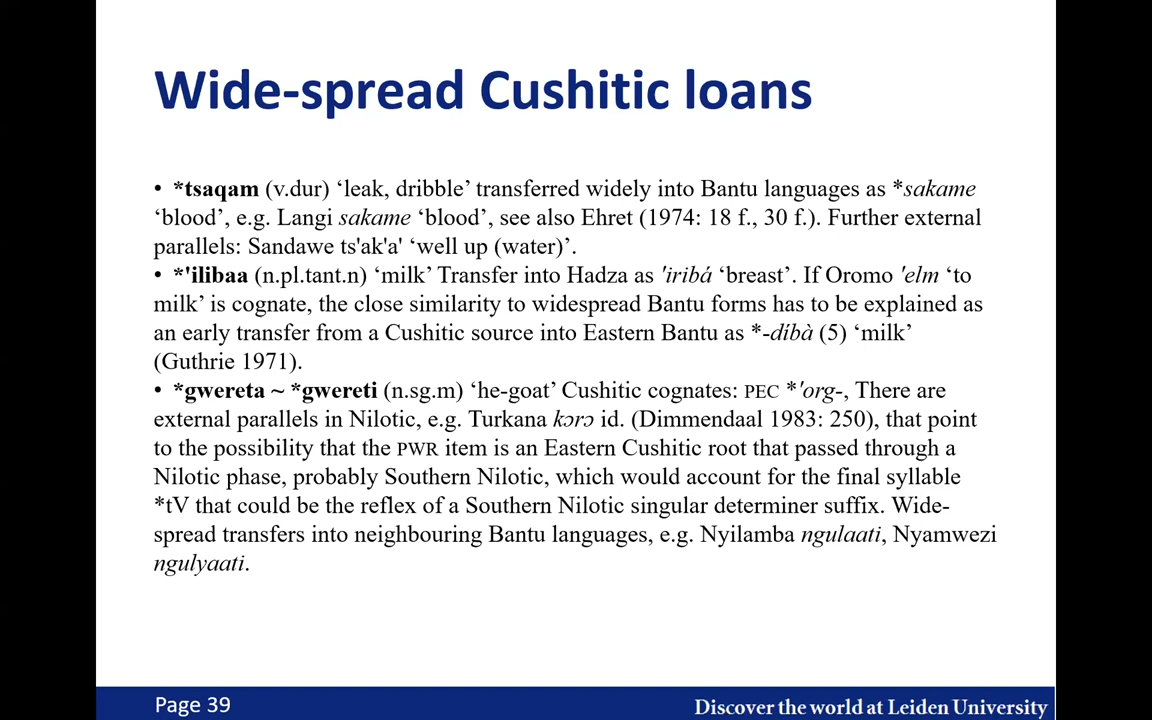 Wide-spread Cushitic loans
• *tsaqam (v.dur) ‘leak, dribble’ transferred widely into Bantu languages as *sakame
‘blood’, e.g. Langi sakame ‘blood’, see also Ehret (1974: 18 f., 30 f.). Further external
parallels: Sandawe ts'ak'a' ‘well up (water)’.
• *'ilibaa (n.pl.tant.n) ‘milk’ Transfer into Hadza as 'iribá ‘breast’. If Oromo 'elm ‘to
milk’ is cognate, the close similarity to widespread Bantu forms has to be explained as
an early transfer from a Cushitic source into Eastern Bantu as *-díbà (5) ‘milk’
(Guthrie 1971).
• *gwereta ~ *gwereti (n.sg.m) ‘he-goat’ Cushitic cognates: PEC *'org-, There are
external parallels in Nilotic, e.g. Turkana kɔrɔ id. (Dimmendaal 1983: 250), that point
to the possibility that the PWR item is an Eastern Cushitic root that passed through a
Nilotic phase, probably Southern Nilotic, which would account for the final syllable
*tV that could be the reflex of a Southern Nilotic singular determiner suffix. Wide-
spread transfers into neighbouring Bantu languages, e.g. Nyilamba ngulaati, Nyamwezi
ngulyaati.
Page 39
Discover the world at Leiden University